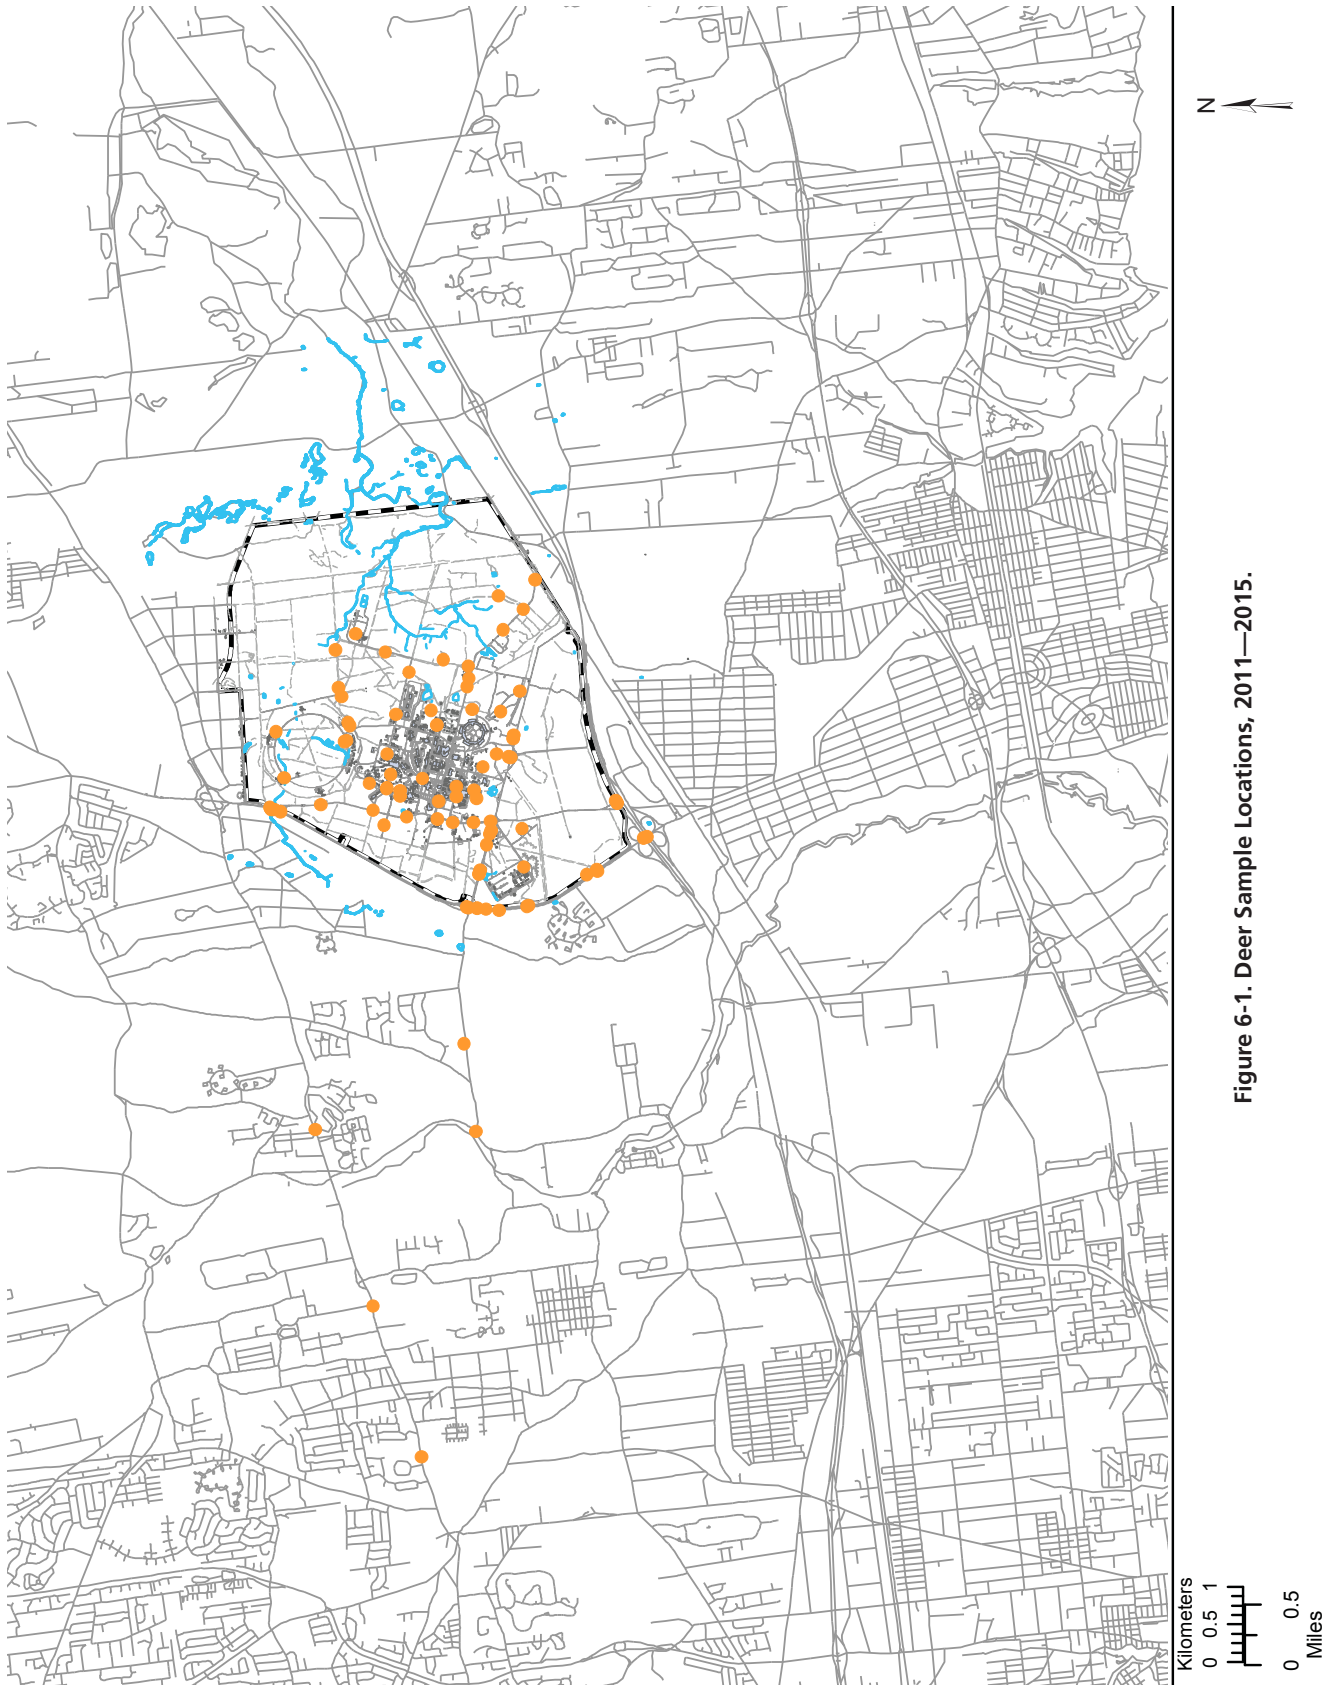 N
Figure 6-1. Deer Sample Locations, 2011—2015.
Kilometers
0 0.5 1
0 0.5
Miles